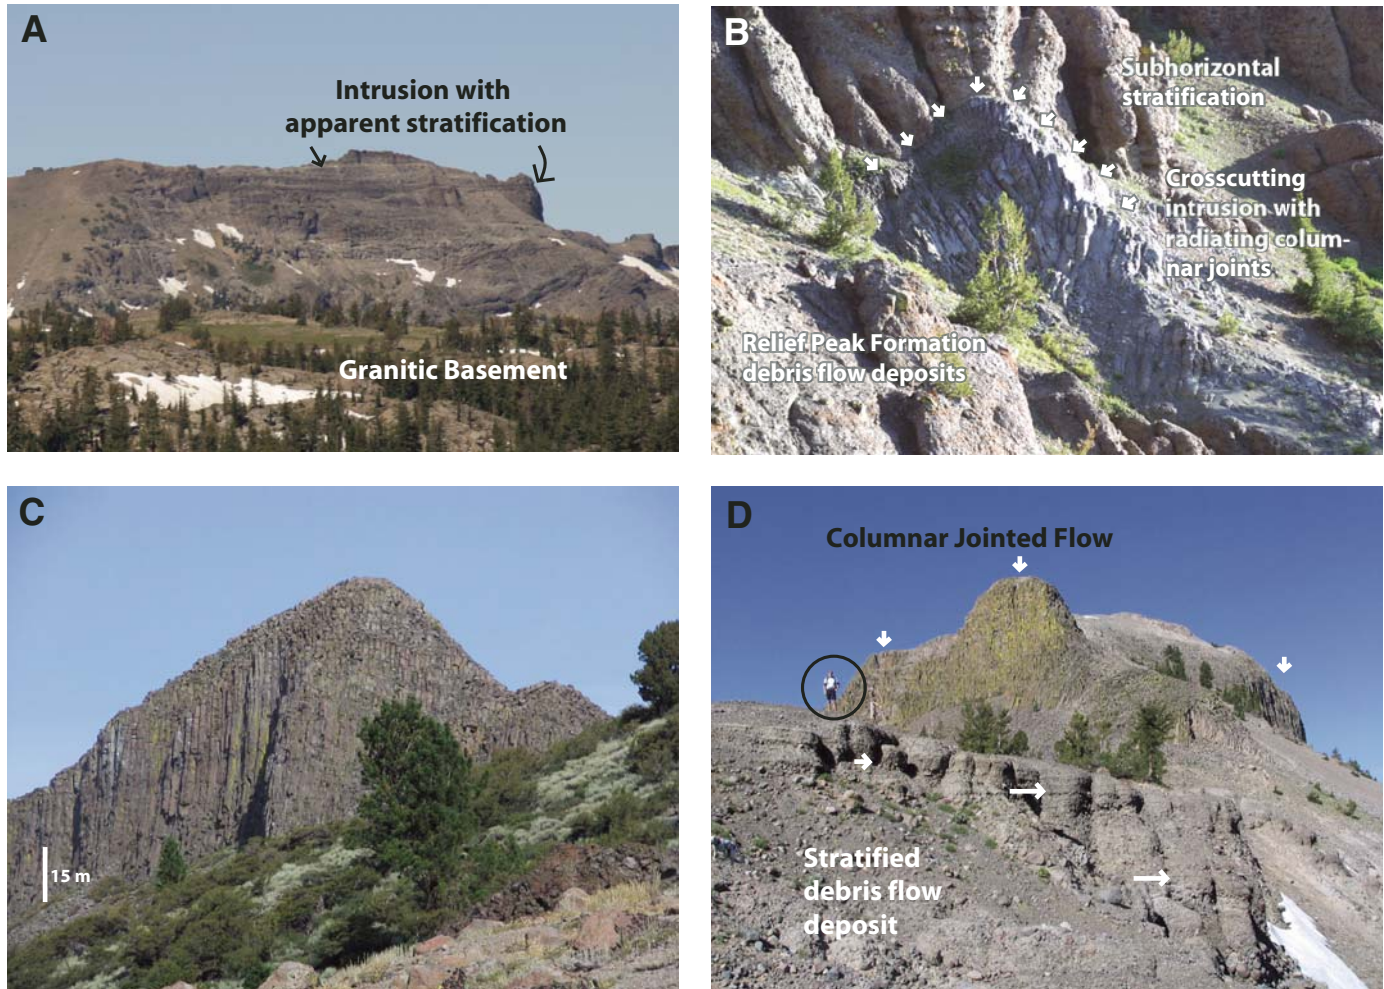 A
Intrusion with
apparent stratification
Granitic Basement
B
Subhorizontal
stratification
Crosscutting
intrusion with
radiating colum-
nar joints
Relief Peak Formation
debris flow deposits
C
15 m
D
Columnar Jointed Flow
Stratified
debris flow
deposit